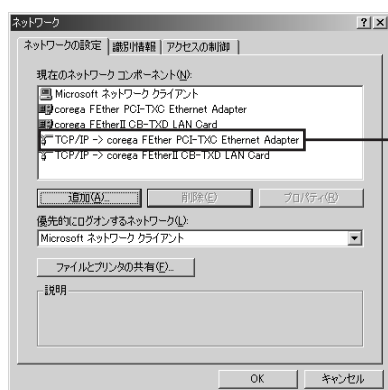 ネットワーク
ネットワークの設定 識別情報 アクセスの制御
現在のネットワーク コンポーネント(N):
Microsoft ネットワーク クライアント
corega FEther PCI-TXC Ethernet Adapter
corega FEtherII CB-TXD LAN Card
TCP/IP -> corega FEther PCI-TXC Ethernet Adapter
TCP/IP -> corega FEtherII CB-TXD LAN Card
追加(A)... 削除(E) プロパティ(R)
優先的にログオンするネットワーク(L):
Microsoft ネットワーク クライアント
ファイルとプリンタの共有(F)...
説明
OK キャンセル